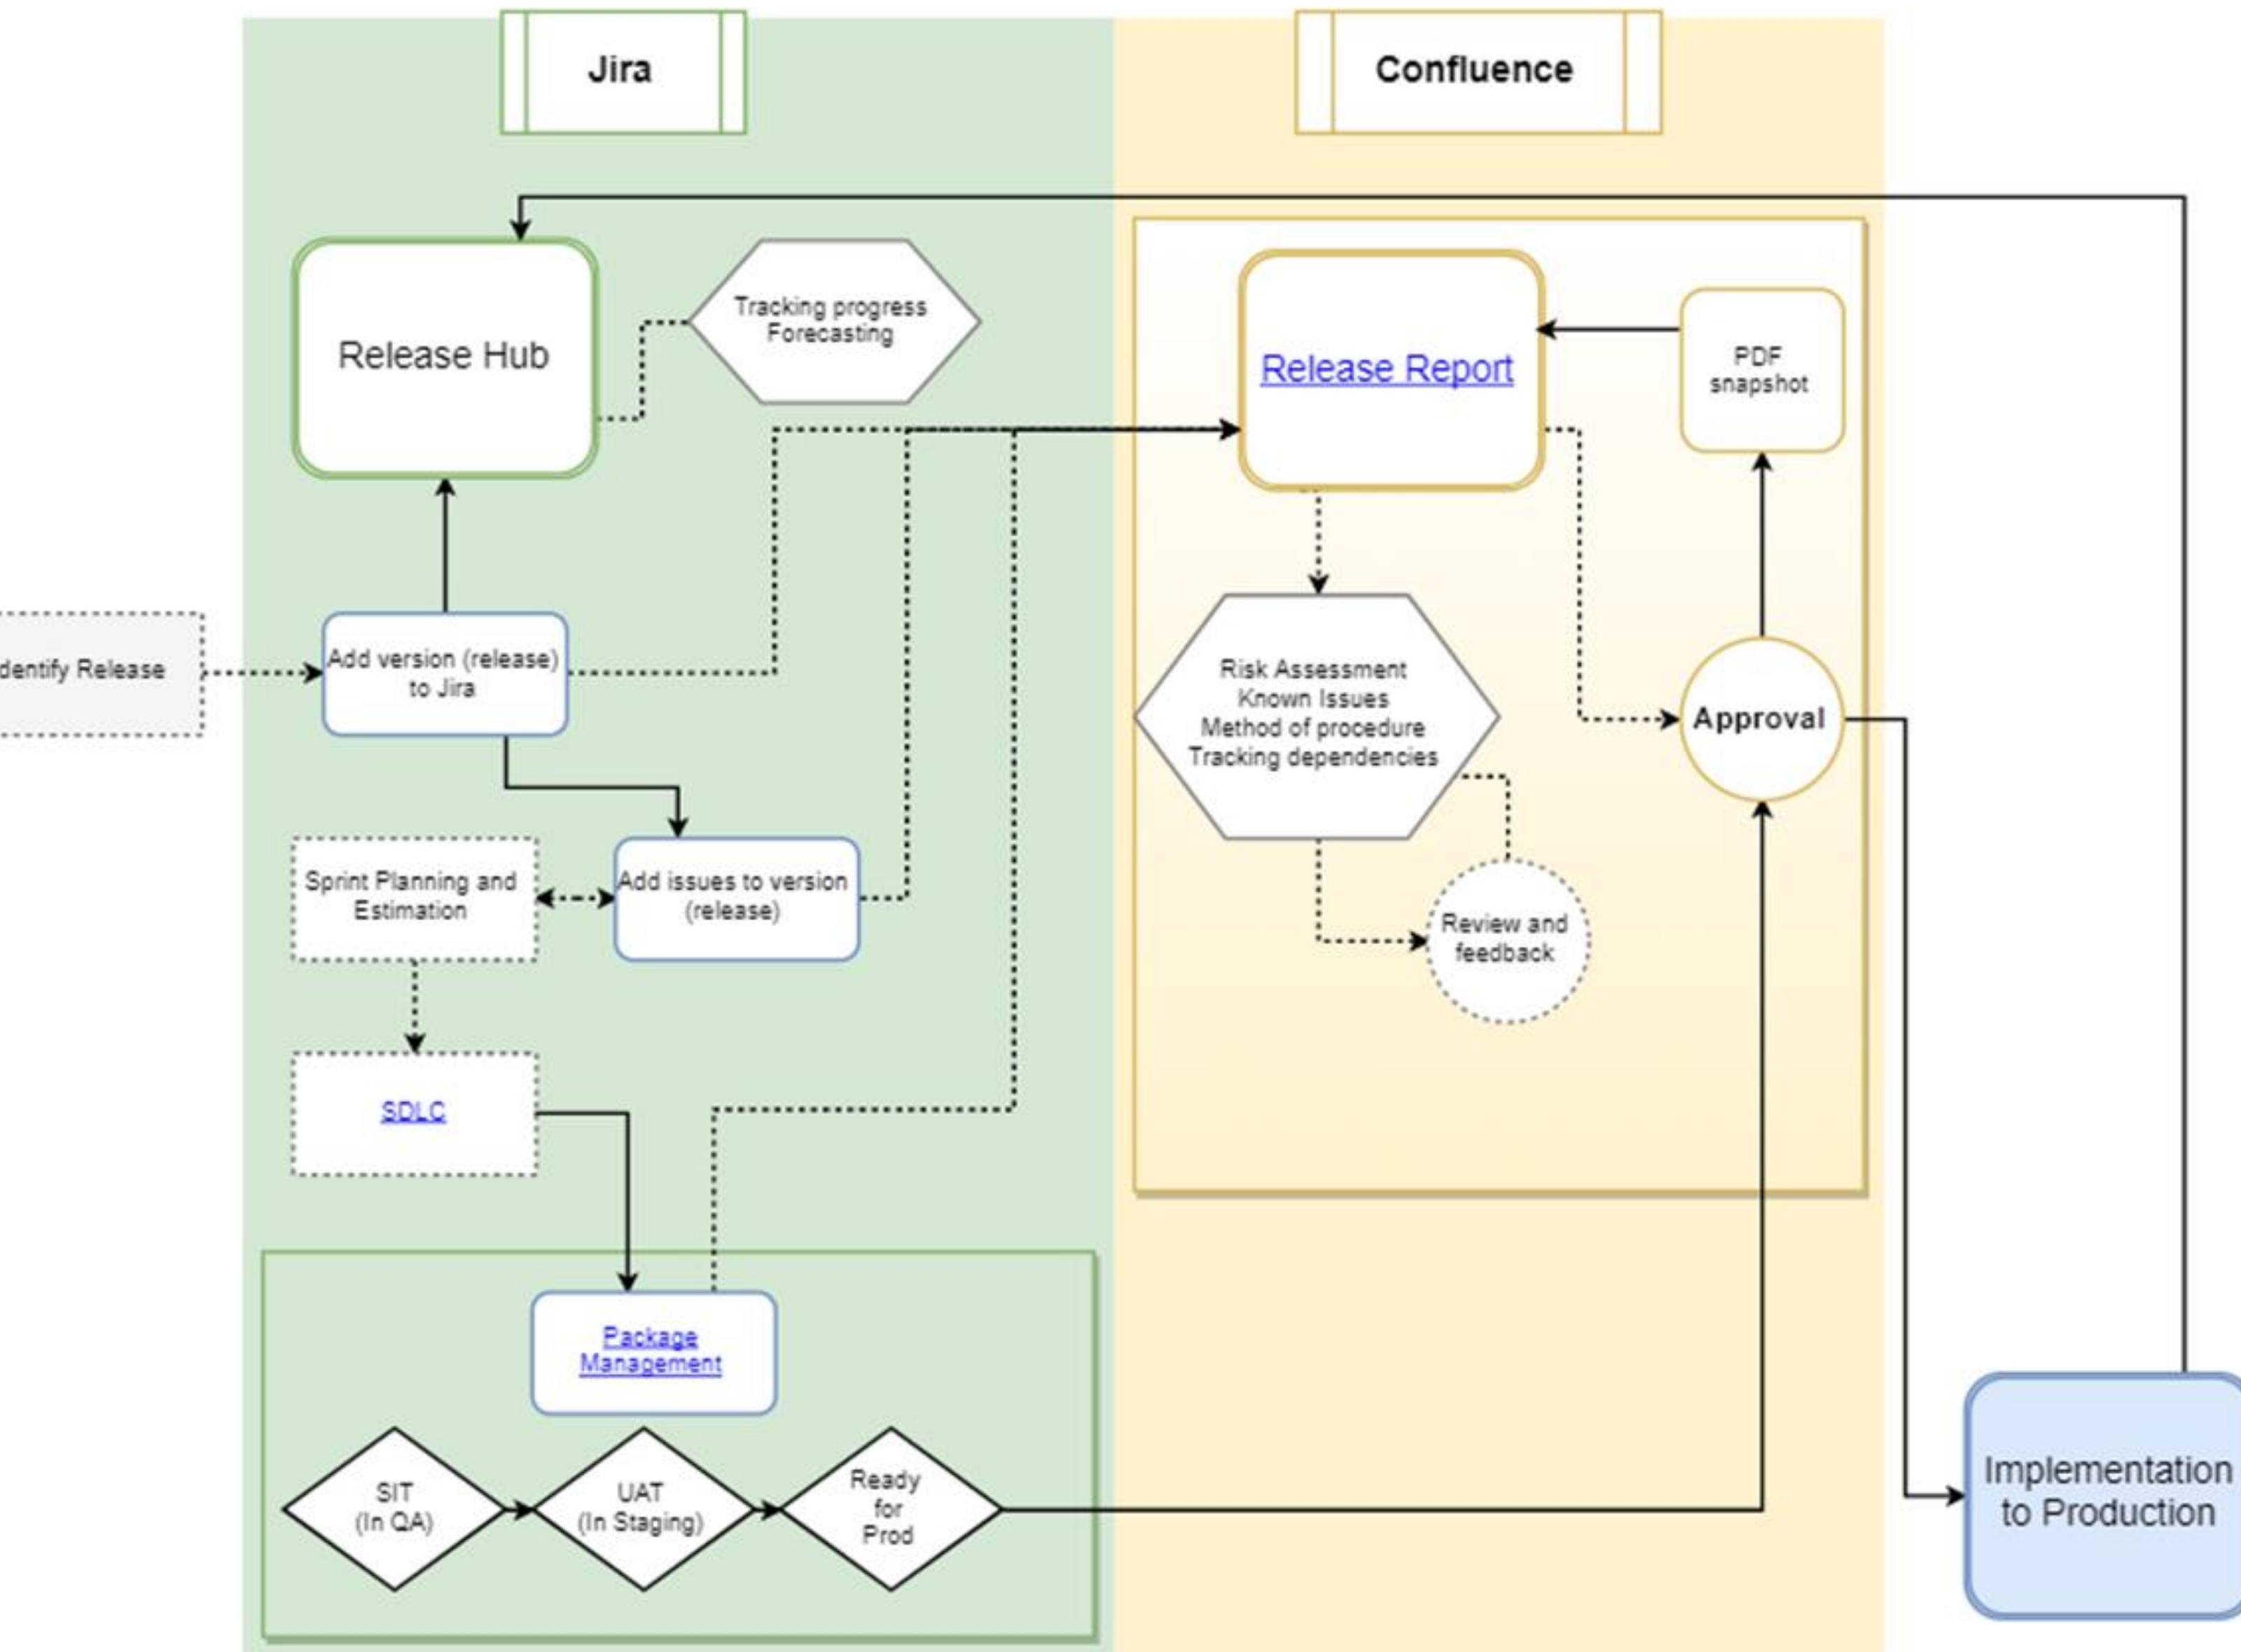 Jira
Confluence
Release Hub
Tracking progress
Forecasting
Release Report
PDF
snapshot
dentify Release
Add version (release)
to Jira
Risk Assessment
Known Issues
Method of procedure
Tracking dependencies
Approval
Sprint Planning and
Estimation
Add issues to version
(release)
Review and
feedback
SDLC
Package
Management
SIT
(In QA)
UAT
(In Staging)
Ready
for
Prod
Implementation
to Production